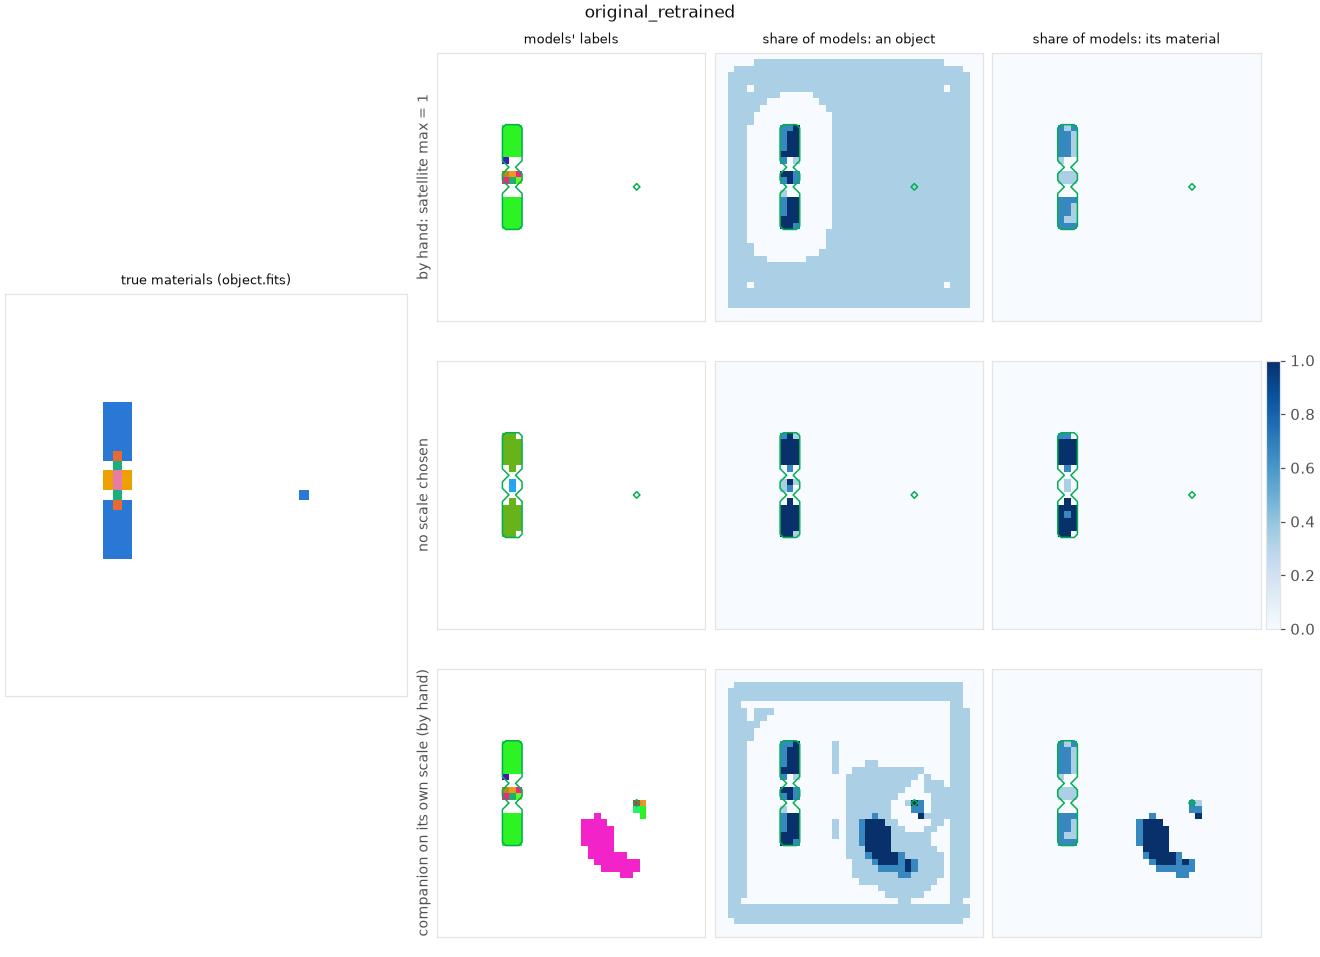 original_retrained
models' labels
share of models: an object
share of models: its material
by hand: satellite max = 1
true materials (object.fits)
no scale chosen
1.0
0.8
0.6
0.4
0.2
0.0
companion on its own scale (by hand)